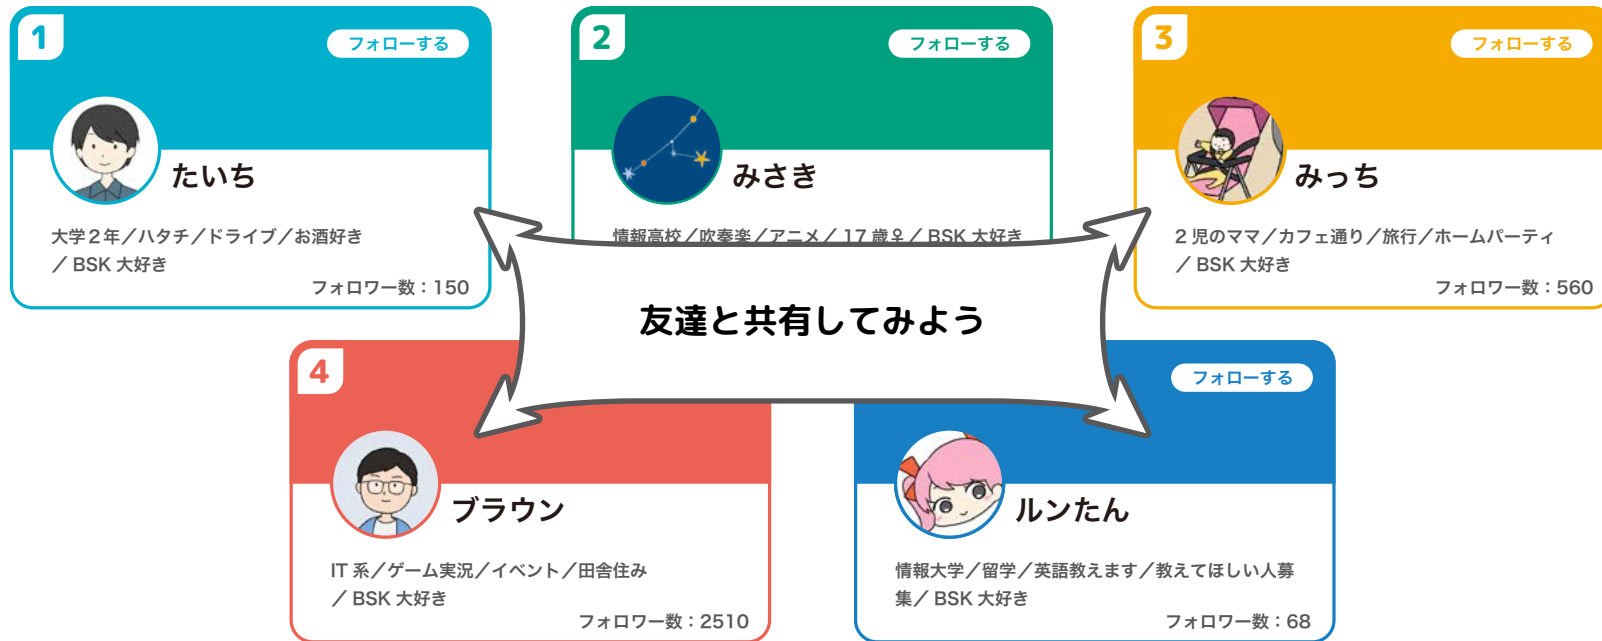 1
フォローする
たいち
大学2年／ハタチ／ドライブ／お酒好き
／BSK 大好き
フォロワー数：150
2
フォローする
みさき
情報高校／吹奏楽／アニメ／17歳♀／BSK 大好き
3
フォローする
みっち
2児のママ／カフェ通り／旅行／ホームパーティ
／BSK 大好き
フォロワー数：560
友達と共有してみよう
4
ブラウン
IT系／ゲーム実況／イベント／田舎住み
／BSK 大好き
フォロワー数：2510
フォローする
ルンたん
情報大学／留学／英語教えます／教えてほしい人募
集／BSK 大好き
フォロワー数：68